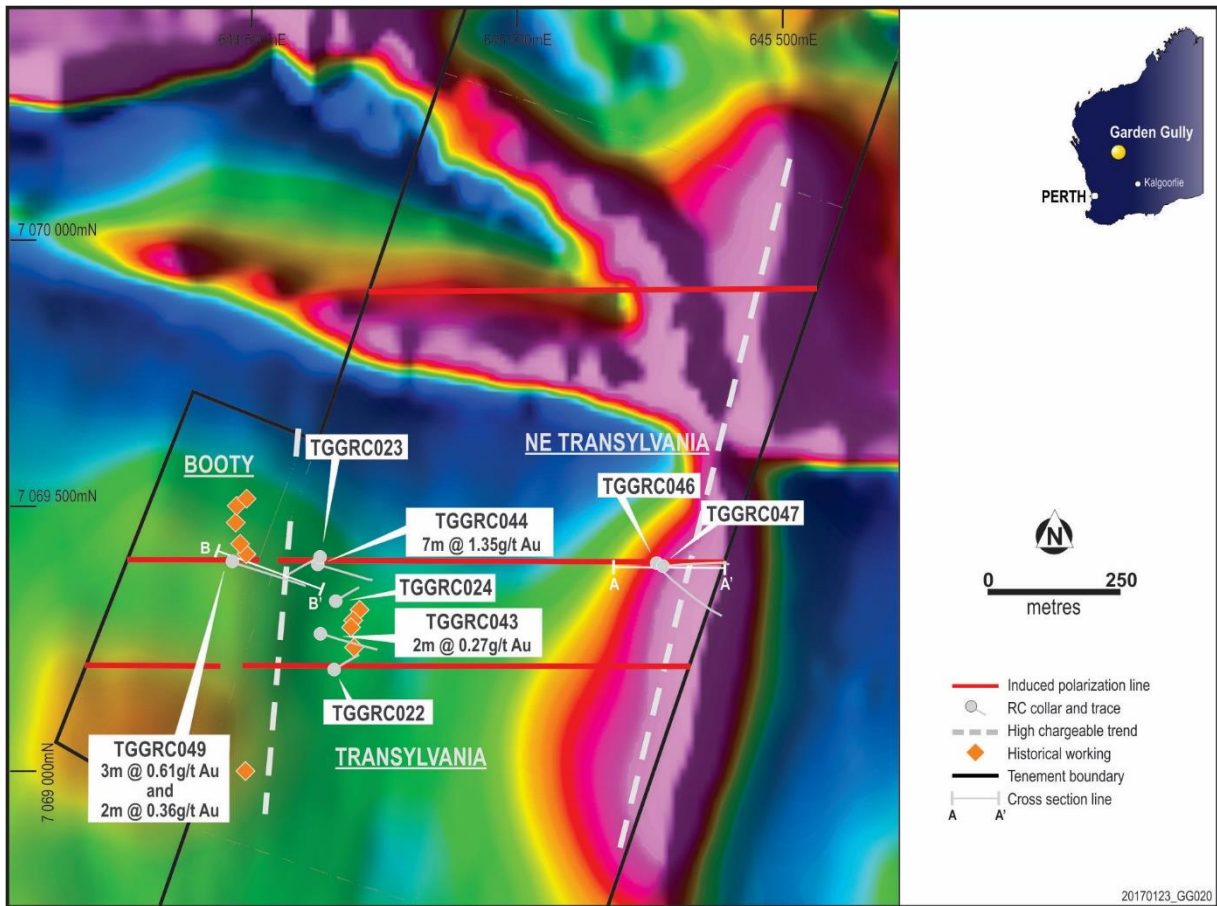 645 500mE
7 070 000mN
NE TRANSYLVANIA
TGGRC023
BOOTY
TGGRC046
7 069 500mN
TGGRC047
TGGRC044
7m @ 1.35g/t Au
B
B'
A
A'
TGGRC024
TGGRC043
2m @ 0.27g/t Au
TGGRC022
TGGRC049
3m @ 0.61g/t Au
and
2m @ 0.36g/t Au
TRANSYLVANIA
7 069 000mN
Garden Gully
Kalgoorlie
PERTH
N
0 250
metres
Induced polarization line
RC collar and trace
High chargeable trend
Historical working
Tenement boundary
Cross section line
A A'
20170123_GG020